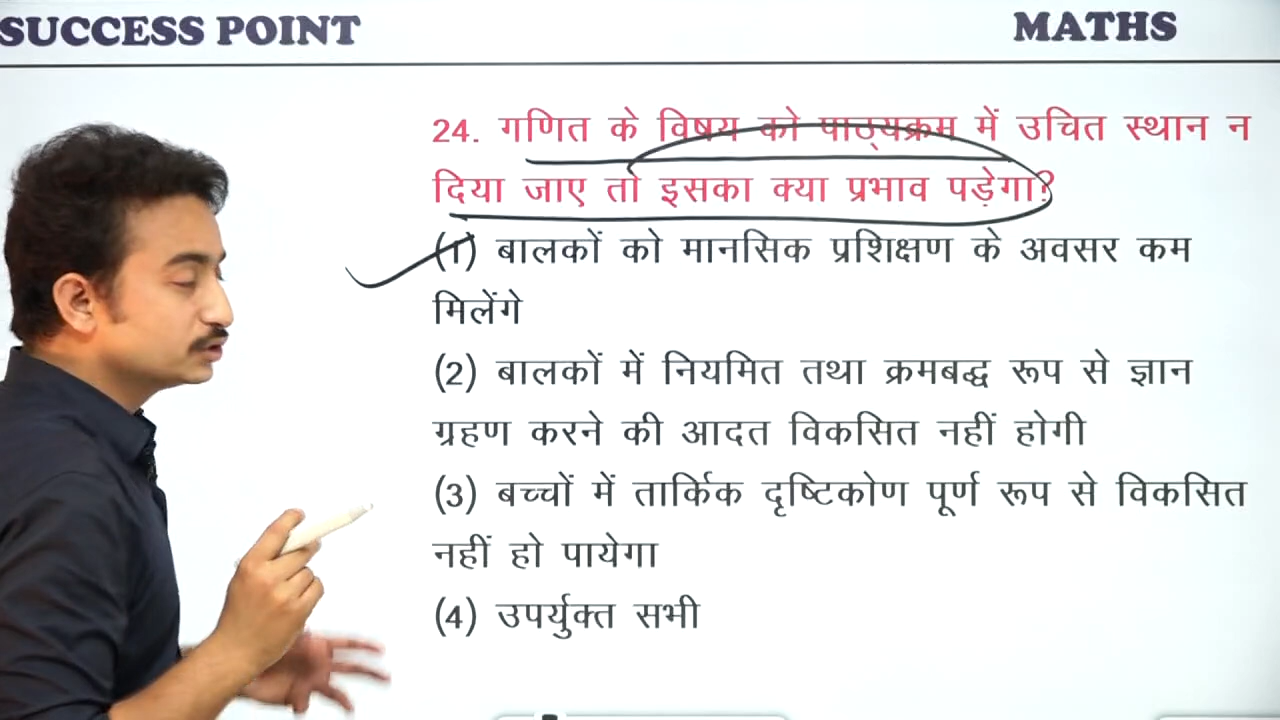 SUCCESS POINT MATHS
24. गणित के विषय को पाठ्यक्रम में उचित स्थान न
दिया जाए तो इसका क्या प्रभाव पड़ेगा?
(1) बालकों को मानसिक प्रशिक्षण के अवसर कम
मिलेंगे
(2) बालकों में नियमित तथा क्रमबद्ध रूप से ज्ञान
ग्रहण करने की आदत विकसित नहीं होगी
(3) बच्चों में तार्किक दृष्टिकोण पूर्ण रूप से विकसित
नहीं हो पायेगा
(4) उपर्युक्त सभी